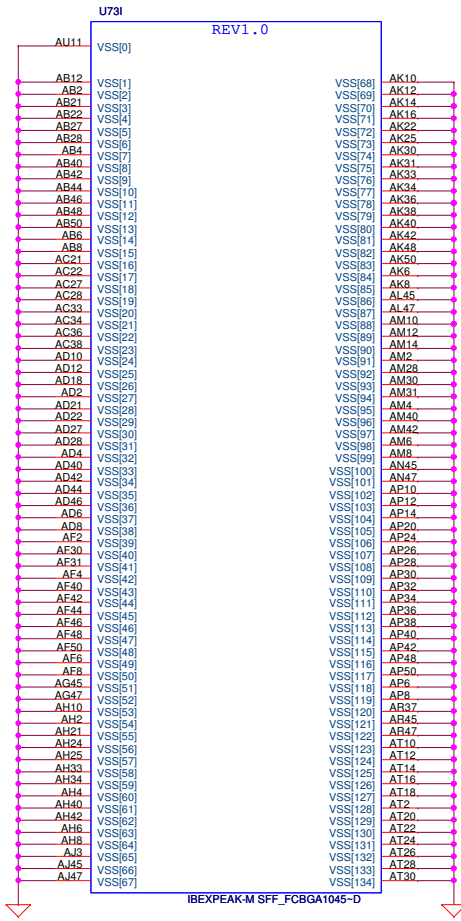 U73I
REV1.0
AU11 VSS[0]
AB12 VSS[1] VSS[68] AK10
AB2 VSS[2] VSS[69] AK12
AB21 VSS[3] VSS[70] AK14
AB22 VSS[4] VSS[71] AK16
AB27 VSS[5] VSS[72] AK22
AB28 VSS[6] VSS[73] AK25
AB4 VSS[7] VSS[74] AK30
AB40 VSS[8] VSS[75] AK31
AB42 VSS[9] VSS[76] AK33
AB44 VSS[10] VSS[77] AK34
AB46 VSS[11] VSS[78] AK36
AB48 VSS[12] VSS[79] AK38
AB50 VSS[13] VSS[80] AK40
AB6 VSS[14] VSS[81] AK42
AB8 VSS[15] VSS[82] AK48
AC21 VSS[16] VSS[83] AK50
AC22 VSS[17] VSS[84] AK6
AC27 VSS[18] VSS[85] AK8
AC28 VSS[19] VSS[86] AL45
AC33 VSS[20] VSS[87] AL47
AC34 VSS[21] VSS[88] AM10
AC36 VSS[22] VSS[89] AM12
AC38 VSS[23] VSS[90] AM14
AD10 VSS[24] VSS[91] AM2
AD12 VSS[25] VSS[92] AM28
AD18 VSS[26] VSS[93] AM30
AD2 VSS[27] VSS[94] AM31
AD21 VSS[28] VSS[95] AM4
AD22 VSS[29] VSS[96] AM40
AD27 VSS[30] VSS[97] AM42
AD28 VSS[31] VSS[98] AM6
AD4 VSS[32] VSS[99] AM8
AD40 VSS[33] VSS[100] AN45
AD42 VSS[34] VSS[101] AN47
AD44 VSS[35] VSS[102] AP10
AD46 VSS[36] VSS[103] AP12
AD6 VSS[37] VSS[104] AP14
AD8 VSS[38] VSS[105] AP20
AF2 VSS[39] VSS[106] AP24
AF30 VSS[40] VSS[107] AP26
AF31 VSS[41] VSS[108] AP28
AF4 VSS[42] VSS[109] AP30
AF40 VSS[43] VSS[110] AP32
AF42 VSS[44] VSS[111] AP34
AF44 VSS[45] VSS[112] AP36
AF46 VSS[46] VSS[113] AP38
AF48 VSS[47] VSS[114] AP40
AF50 VSS[48] VSS[115] AP42
AF6 VSS[49] VSS[116] AP48
AF8 VSS[50] VSS[117] AP50
AG45 VSS[51] VSS[118] AP6
AG47 VSS[52] VSS[119] AP8
AH10 VSS[53] VSS[120] AR37
AH2 VSS[54] VSS[121] AR45
AH21 VSS[55] VSS[122] AR47
AH24 VSS[56] VSS[123] AT10
AH25 VSS[57] VSS[124] AT12
AH33 VSS[58] VSS[125] AT14
AH34 VSS[59] VSS[126] AT16
AH4 VSS[60] VSS[127] AT18
AH40 VSS[61] VSS[128] AT2
AH42 VSS[62] VSS[129] AT20
AH6 VSS[63] VSS[130] AT22
AH8 VSS[64] VSS[131] AT24
AJ3 VSS[65] VSS[132] AT26
AJ45 VSS[66] VSS[133] AT28
AJ47 VSS[67] VSS[134] AT30
IBEXPEAK-M SFF_FCBGA1045~D